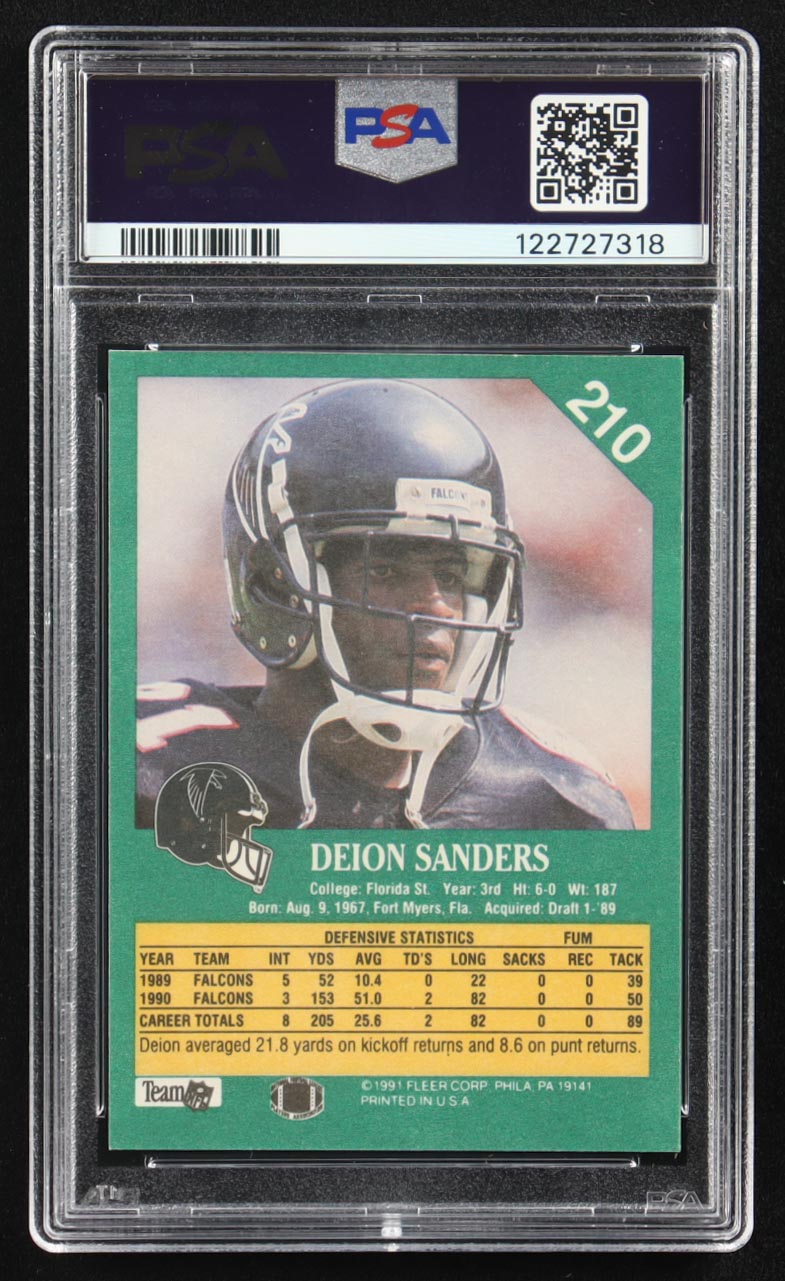 PSA
PSA
122727318
210
FALCONS
DEION SANDERS
College: Florida St. Year: 3rd Ht: 6-0 Wt: 187
Born: Aug. 9, 1967, Fort Myers, Fla. Acquired: Draft 1-'89
DEFENSIVE STATISTICS FUM
YEAR TEAM INT YDS AVG TD'S LONG SACKS REC TACK
1989 FALCONS 5 52 10.4 0 22 0 0 39
1990 FALCONS 3 153 51.0 2 82 0 0 50
CAREER TOTALS 8 205 25.6 2 82 0 0 89
Deion averaged 21.8 yards on kickoff returns and 8.6 on punt returns.
Team NFL
©1991 FLEER CORP. PHILA, PA 19141
PRINTED IN U.S.A.
PSA